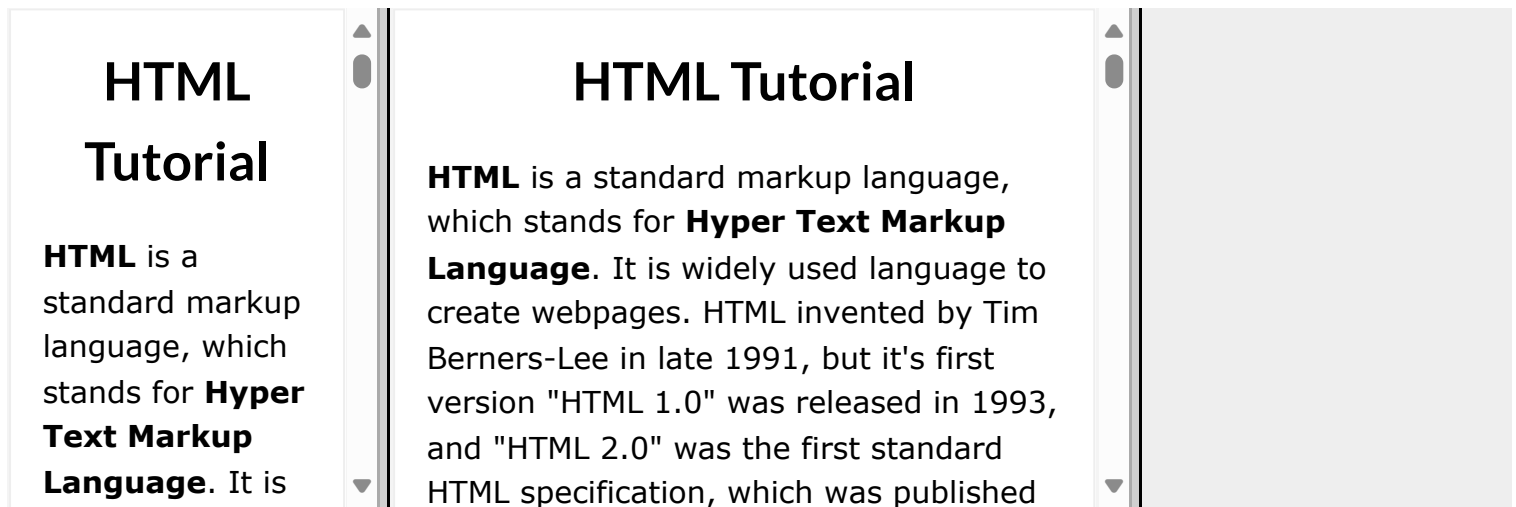 HTML
Tutorial
HTML is a
standard markup
language, which
stands for Hyper
Text Markup
Language. It is
HTML Tutorial
HTML is a standard markup language,
which stands for Hyper Text Markup
Language. It is widely used language to
create webpages. HTML invented by Tim
Berners-Lee in late 1991, but it's first
version "HTML 1.0" was released in 1993,
and "HTML 2.0" was the first standard
HTML specification, which was published